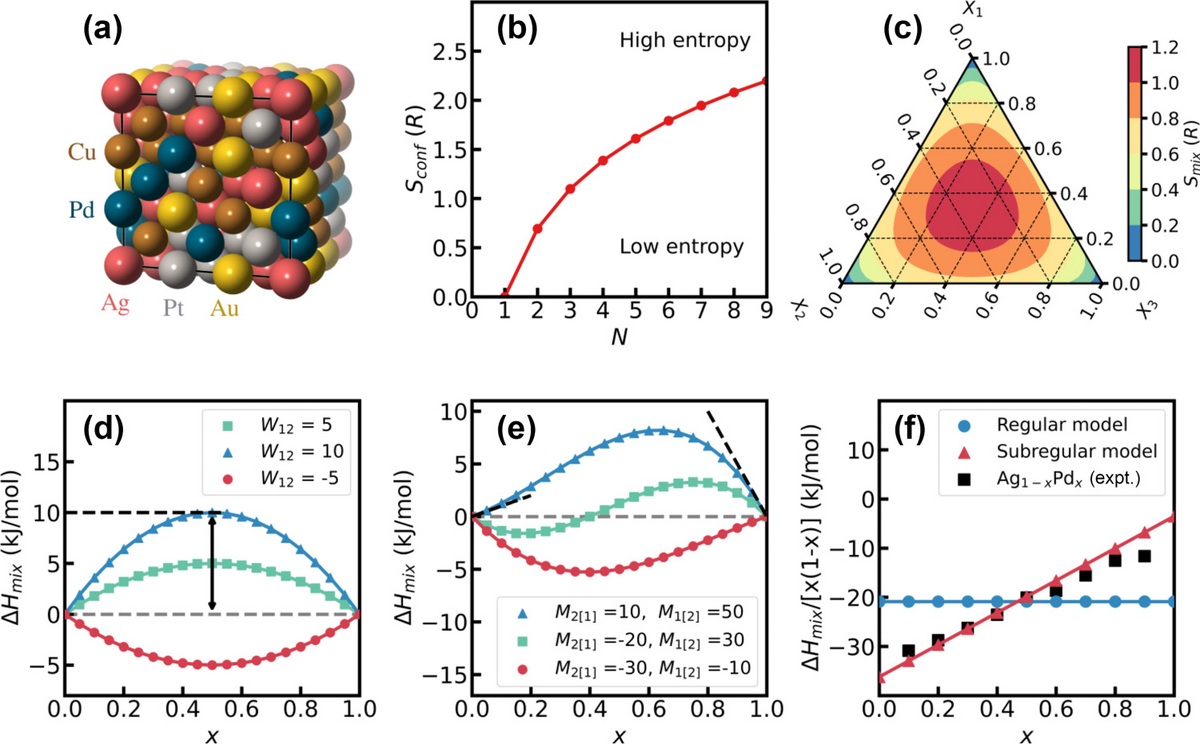 (a)
Cu
Pd
Ag
Pt
Au
(b)
High entropy
Low entropy
S_conf (R)
2.5
2.0
1.5
1.0
0.5
0.0
0 1 2 3 4 5 6 7 8 9
N
(c)
X₁
0.0
0.2
0.4
0.6
0.8
1.0
1.0
0.8
0.6
0.4
0.2
0.0
0.0 0.2 0.4 0.6 0.8 1.0
X₂
X₃
1.2
1.0
0.8
0.6
0.4
0.2
0.0
S_mix (R)
(d)
W₁₂ = 5
W₁₂ = 10
W₁₂ = -5
ΔH_mix (kJ/mol)
15
10
5
0
−5
0.0 0.2 0.4 0.6 0.8 1.0
x
(e)
ΔH_mix (kJ/mol)
10
5
0
−5
−10
−15
M₂[₁] = 10, M₁[₂] = 50
M₂[₁] = -20, M₁[₂] = 30
M₂[₁] = -30, M₁[₂] = -10
0.0 0.2 0.4 0.6 0.8 1.0
x
(f)
Regular model
Subregular model
Ag₁₋ₓPdₓ (expt.)
ΔH_mix/[x(1-x)] (kJ/mol)
10
0
−10
−20
−30
0.0 0.2 0.4 0.6 0.8 1.0
x